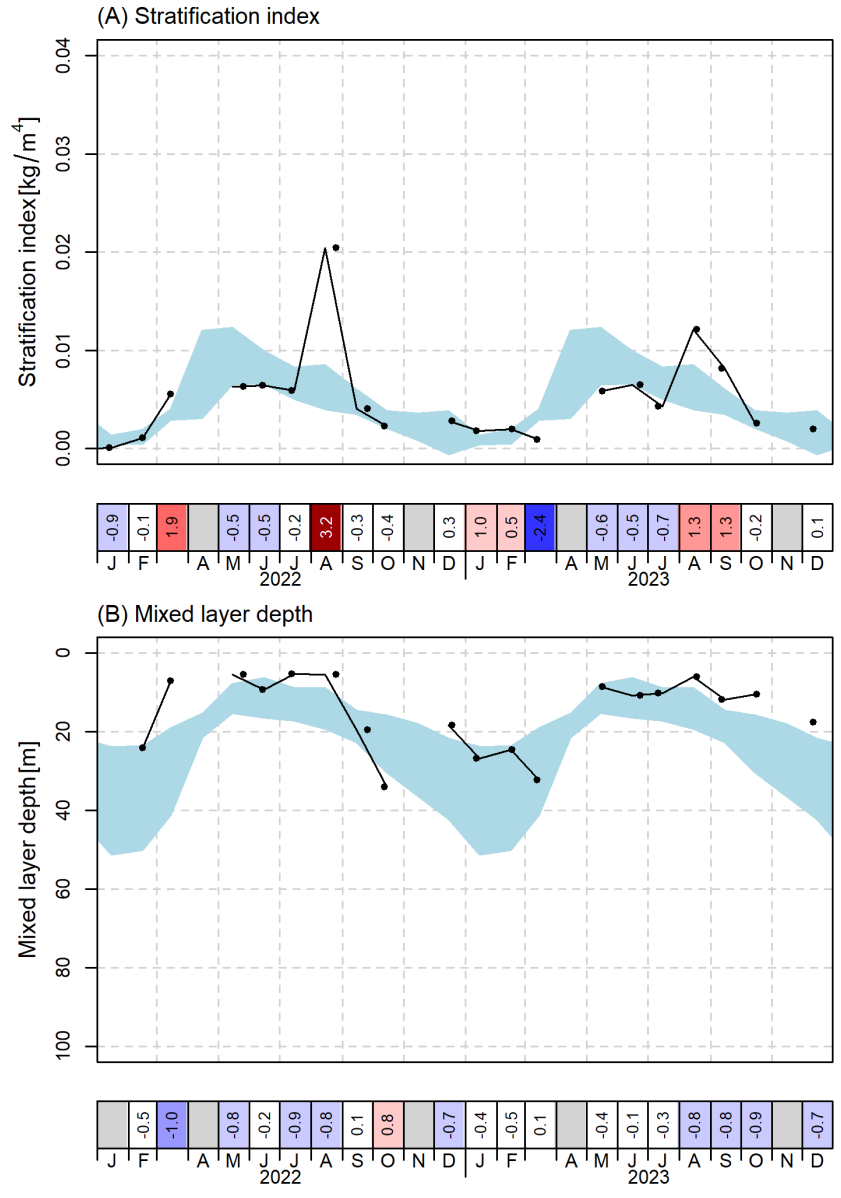 (A) Stratification index
Stratification index[kg/m⁴]
0.04
0.03
0.02
0.01
0.00
-0.9 -0.1 1.9 -0.5 -0.5 -0.2 3.2 -0.3 -0.4 0.3 1.0 0.5 -2.4 -0.6 -0.5 -0.7 1.3 1.3 -0.2 0.1
J F A M J J A S O N D J F A M J J A S O N D
2022 2023
(B) Mixed layer depth
Mixed layer depth[m]
0
20
40
60
80
100
-0.5 -1.0 -0.8 -0.2 -0.9 -0.8 0.1 0.8 -0.7 -0.4 -0.5 0.1 -0.4 -0.1 -0.3 -0.8 -0.8 -0.9 -0.7
J F A M J J A S O N D J F A M J J A S O N D
2022 2023